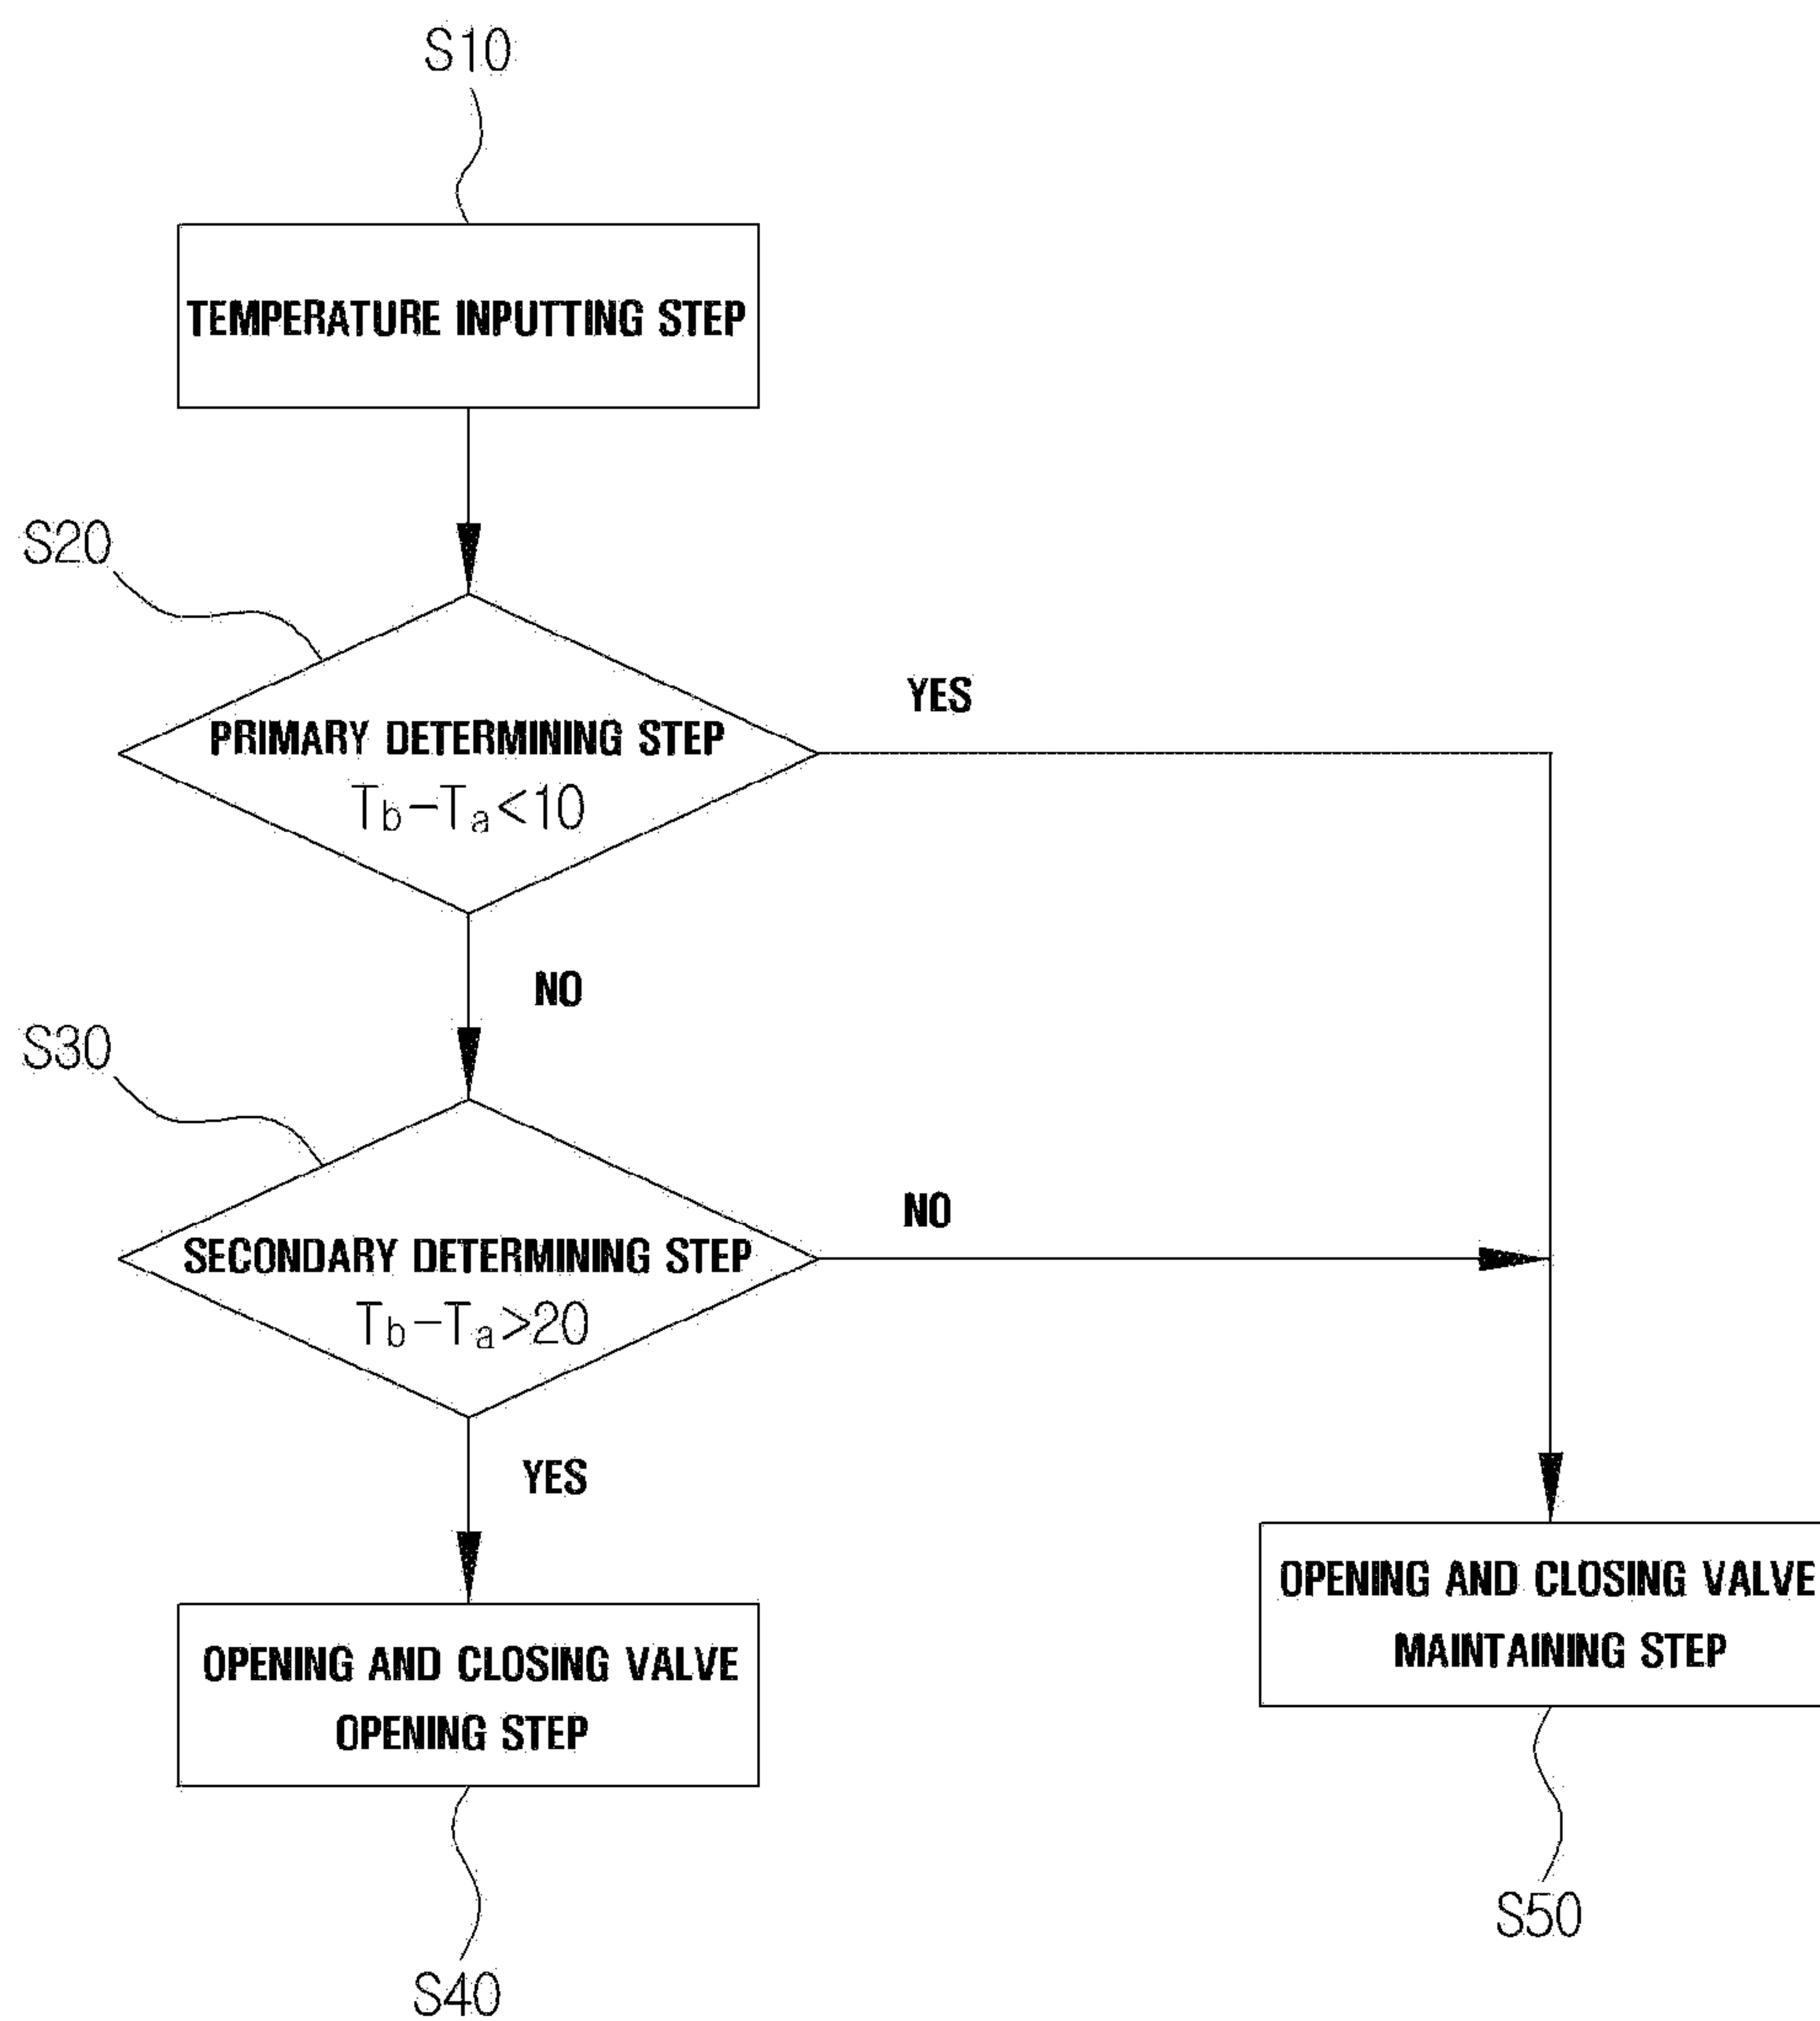 S10
TEMPERATURE INPUTTING STEP
S20
YES
PRIMARY DETERMINING STEP
Tb-Ta<10
NO
S30
NO
SECONDARY DETERMINING STEP
Tb-Ta>20
YES
OPENING AND CLOSING VALVE
OPENING STEP
OPENING AND CLOSING VALVE
MAINTAINING STEP
S50
S40